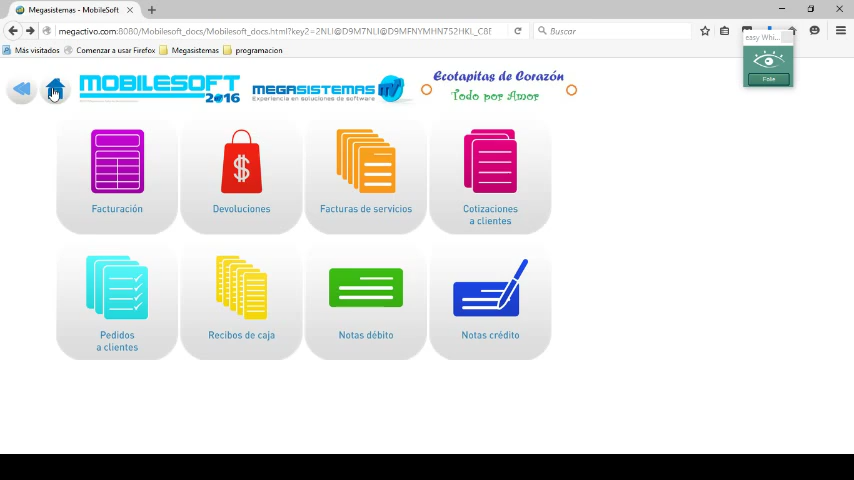 Megasistemas - MobileSoft
megactivo.com:8080/Mobilesoft_docs/Mobilesoft_docs.html?key2=2NLI@D9M7NLI@D9MFNYMHN752HKL_C8E
Buscar
Más visitados
Comenzar a usar Firefox
Megasistemas
programacion
easy Whi...
Folie
MOBILESOFT
2016
MEGASISTEMAS
Experiencia en soluciones de software
Ecotapitas de Corazón
Todo por Amor
Facturación
Devoluciones
Facturas de servicios
Cotizaciones
a clientes
Pedidos
a clientes
Recibos de caja
Notas débito
Notas crédito